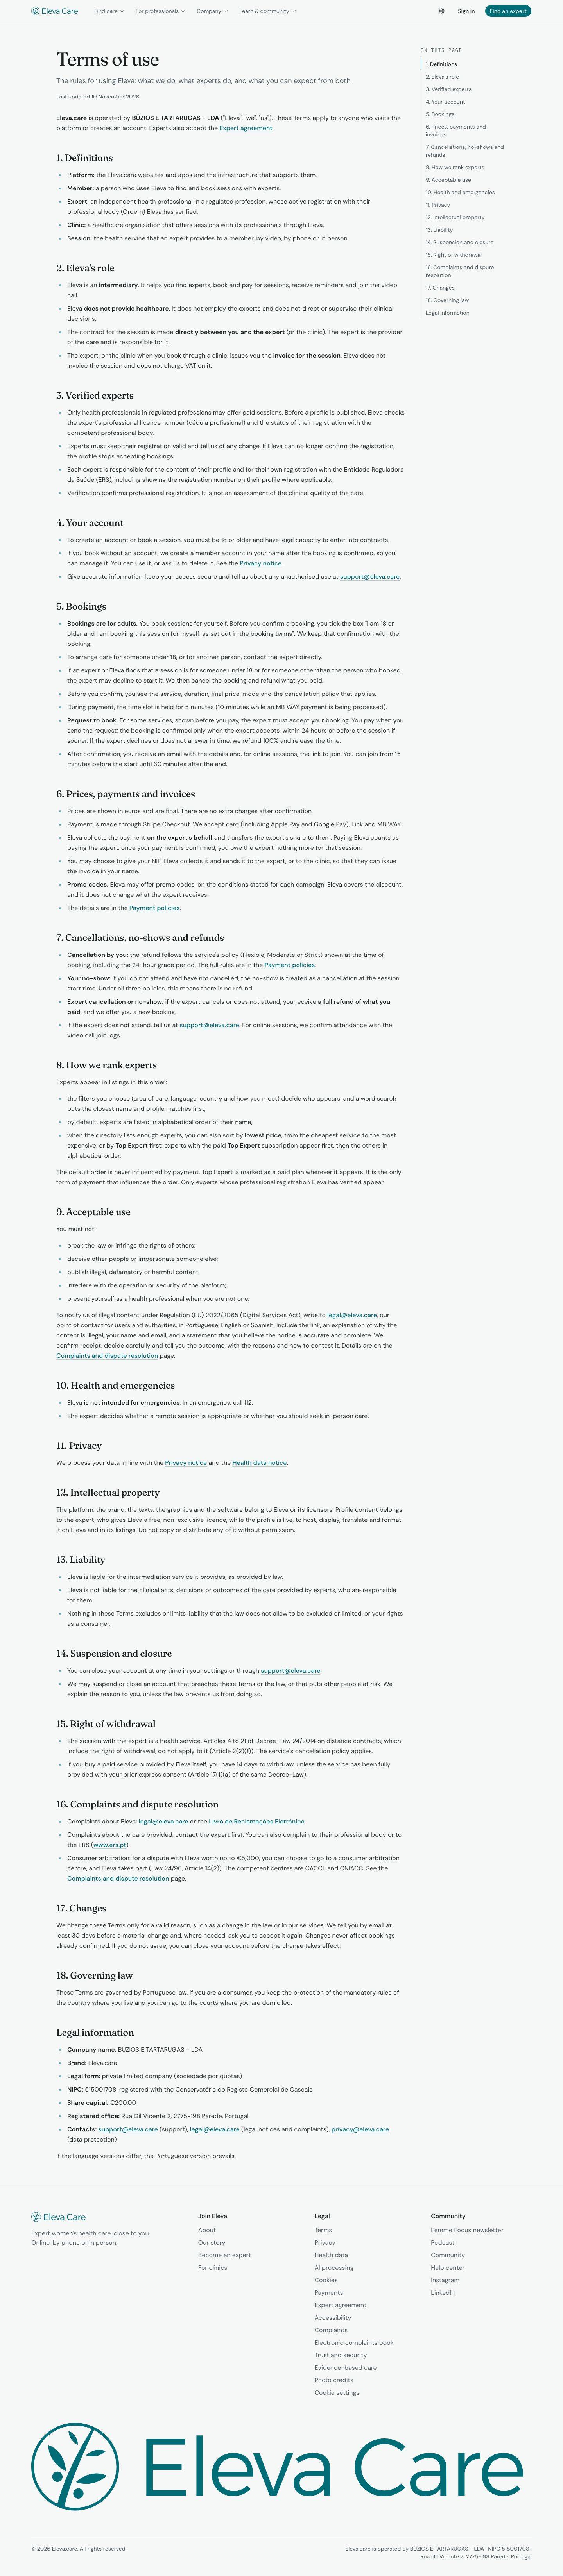 Eleva Care
Find care
For professionals
Company
Learn & community
Sign in
Find an expert
Terms of use
The rules for using Eleva: what we do, what experts do, and what you can expect from both.
Last updated 10 November 2026
Eleva.care is operated by BÚZIOS E TARTARUGAS - LDA ("Eleva", "we", "us"). These Terms apply to anyone who visits the
platform or creates an account. Experts also accept the Expert agreement.
ON THIS PAGE
1. Definitions
2. Eleva's role
3. Verified experts
4. Your account
5. Bookings
6. Prices, payments and
invoices
7. Cancellations, no-shows and
refunds
8. How we rank experts
9. Acceptable use
10. Health and emergencies
11. Privacy
12. Intellectual property
13. Liability
14. Suspension and closure
15. Right of withdrawal
16. Complaints and dispute
resolution
17. Changes
18. Governing law
Legal information
1. Definitions
Platform: the Eleva.care websites and apps and the infrastructure that supports them.
Member: a person who uses Eleva to find and book sessions with experts.
Expert: an independent health professional in a regulated profession, whose active registration with their
professional body (Ordem) Eleva has verified.
Clinic: a healthcare organisation that offers sessions with its professionals through Eleva.
Session: the health service that an expert provides to a member, by video, by phone or in person.
2. Eleva's role
Eleva is an intermediary. It helps you find experts, book and pay for sessions, receive reminders and join the video
call.
Eleva does not provide healthcare. It does not employ the experts and does not direct or supervise their clinical
decisions.
The contract for the session is made directly between you and the expert (or the clinic). The expert is the provider
of the care and is responsible for it.
The expert, or the clinic when you book through a clinic, issues you the invoice for the session. Eleva does not
invoice the session and does not charge VAT on it.
3. Verified experts
Only health professionals in regulated professions may offer paid sessions. Before a profile is published, Eleva checks
the expert's professional licence number (cédula profissional) and the status of their registration with the
competent professional body.
Experts must keep their registration valid and tell us of any change. If Eleva can no longer confirm the registration,
the profile stops accepting bookings.
Each expert is responsible for the content of their profile and for their own registration with the Entidade Reguladora
da Saúde (ERS), including showing the registration number on their profile where applicable.
Verification confirms professional registration. It is not an assessment of the clinical quality of the care.
4. Your account
To create an account or book a session, you must be 18 or older and have legal capacity to enter into contracts.
If you book without an account, we create a member account in your name after the booking is confirmed, so you
can manage it. You can use it, or ask us to delete it. See the Privacy notice.
Give accurate information, keep your access secure and tell us about any unauthorised use at support@eleva.care.
5. Bookings
Bookings are for adults. You book sessions for yourself. Before you confirm a booking, you tick the box "I am 18 or
older and I am booking this session for myself, as set out in the booking terms". We keep that confirmation with the
booking.
To arrange care for someone under 18, or for another person, contact the expert directly.
If an expert or Eleva finds that a session is for someone under 18 or for someone other than the person who booked,
the expert may decline to start it. We then cancel the booking and refund what you paid.
Before you confirm, you see the service, duration, final price, mode and the cancellation policy that applies.
During payment, the time slot is held for 5 minutes (10 minutes while an MB WAY payment is being processed).
Request to book. For some services, shown before you pay, the expert must accept your booking. You pay when you
send the request; the booking is confirmed only when the expert accepts, within 24 hours or before the session if
sooner. If the expert declines or does not answer in time, we refund 100% and release the time.
After confirmation, you receive an email with the details and, for online sessions, the link to join. You can join from 15
minutes before the start until 30 minutes after the end.
6. Prices, payments and invoices
Prices are shown in euros and are final. There are no extra charges after confirmation.
Payment is made through Stripe Checkout. We accept card (including Apple Pay and Google Pay), Link and MB WAY.
Eleva collects the payment on the expert's behalf and transfers the expert's share to them. Paying Eleva counts as
paying the expert: once your payment is confirmed, you owe the expert nothing more for that session.
You may choose to give your NIF. Eleva collects it and sends it to the expert, or to the clinic, so that they can issue
the invoice in your name.
Promo codes. Eleva may offer promo codes, on the conditions stated for each campaign. Eleva covers the discount,
and it does not change what the expert receives.
The details are in the Payment policies.
7. Cancellations, no-shows and refunds
Cancellation by you: the refund follows the service's policy (Flexible, Moderate or Strict) shown at the time of
booking, including the 24-hour grace period. The full rules are in the Payment policies.
Your no-show: if you do not attend and have not cancelled, the no-show is treated as a cancellation at the session
start time. Under all three policies, this means there is no refund.
Expert cancellation or no-show: if the expert cancels or does not attend, you receive a full refund of what you
paid, and we offer you a new booking.
If the expert does not attend, tell us at support@eleva.care. For online sessions, we confirm attendance with the
video call join logs.
8. How we rank experts
Experts appear in listings in this order:
the filters you choose (area of care, language, country and how you meet) decide who appears, and a word search
puts the closest name and profile matches first;
by default, experts are listed in alphabetical order of their name;
when the directory lists enough experts, you can also sort by lowest price, from the cheapest service to the most
expensive, or by Top Expert first: experts with the paid Top Expert subscription appear first, then the others in
alphabetical order.
The default order is never influenced by payment. Top Expert is marked as a paid plan wherever it appears. It is the only
form of payment that influences the order. Only experts whose professional registration Eleva has verified appear.
9. Acceptable use
You must not:
break the law or infringe the rights of others;
deceive other people or impersonate someone else;
publish illegal, defamatory or harmful content;
interfere with the operation or security of the platform;
present yourself as a health professional when you are not one.
To notify us of illegal content under Regulation (EU) 2022/2065 (Digital Services Act), write to legal@eleva.care, our
point of contact for users and authorities, in Portuguese, English or Spanish. Include the link, an explanation of why the
content is illegal, your name and email, and a statement that you believe the notice is accurate and complete. We
confirm receipt, decide carefully and tell you the outcome, with the reasons and how to contest it. Details are on the
Complaints and dispute resolution page.
10. Health and emergencies
Eleva is not intended for emergencies. In an emergency, call 112.
The expert decides whether a remote session is appropriate or whether you should seek in-person care.
11. Privacy
We process your data in line with the Privacy notice and the Health data notice.
12. Intellectual property
The platform, the brand, the texts, the graphics and the software belong to Eleva or its licensors. Profile content belongs
to the expert, who gives Eleva a free, non-exclusive licence, while the profile is live, to host, display, translate and format
it on Eleva and in its listings. Do not copy or distribute any of it without permission.
13. Liability
Eleva is liable for the intermediation service it provides, as provided by law.
Eleva is not liable for the clinical acts, decisions or outcomes of the care provided by experts, who are responsible
for them.
Nothing in these Terms excludes or limits liability that the law does not allow to be excluded or limited, or your rights
as a consumer.
14. Suspension and closure
You can close your account at any time in your settings or through support@eleva.care.
We may suspend or close an account that breaches these Terms or the law, or that puts other people at risk. We
explain the reason to you, unless the law prevents us from doing so.
15. Right of withdrawal
The session with the expert is a health service. Articles 4 to 21 of Decree-Law 24/2014 on distance contracts, which
include the right of withdrawal, do not apply to it (Article 2(2)(f)). The service's cancellation policy applies.
If you buy a paid service provided by Eleva itself, you have 14 days to withdraw, unless the service has been fully
provided with your prior express consent (Article 17(1)(a) of the same Decree-Law).
16. Complaints and dispute resolution
Complaints about Eleva: legal@eleva.care or the Livro de Reclamações Eletrónico.
Complaints about the care provided: contact the expert first. You can also complain to their professional body or to
the ERS (www.ers.pt).
Consumer arbitration: for a dispute with Eleva worth up to €5,000, you can choose to go to a consumer arbitration
centre, and Eleva takes part (Law 24/96, Article 14(2)). The competent centres are CACCL and CNIACC. See the
Complaints and dispute resolution page.
17. Changes
We change these Terms only for a valid reason, such as a change in the law or in our services. We tell you by email at
least 30 days before a material change and, where needed, ask you to accept it again. Changes never affect bookings
already confirmed. If you do not agree, you can close your account before the change takes effect.
18. Governing law
These Terms are governed by Portuguese law. If you are a consumer, you keep the protection of the mandatory rules of
the country where you live and you can go to the courts where you are domiciled.
Legal information
Company name: BÚZIOS E TARTARUGAS - LDA
Brand: Eleva.care
Legal form: private limited company (sociedade por quotas)
NIPC: 515001708, registered with the Conservatória do Registo Comercial de Cascais
Share capital: €200.00
Registered office: Rua Gil Vicente 2, 2775-198 Parede, Portugal
Contacts: support@eleva.care (support), legal@eleva.care (legal notices and complaints), privacy@eleva.care
(data protection)
If the language versions differ, the Portuguese version prevails.
Eleva Care
Expert women's health care, close to you.
Online, by phone or in person.
Join Eleva
About
Our story
Become an expert
For clinics
Legal
Terms
Privacy
Health data
AI processing
Cookies
Payments
Expert agreement
Accessibility
Complaints
Electronic complaints book
Trust and security
Evidence-based care
Photo credits
Cookie settings
Community
Femme Focus newsletter
Podcast
Community
Help center
Instagram
LinkedIn
Eleva Care
© 2026 Eleva.care. All rights reserved.
Eleva.care is operated by BÚZIOS E TARTARUGAS - LDA · NIPC 515001708 ·
Rua Gil Vicente 2, 2775-198 Parede, Portugal